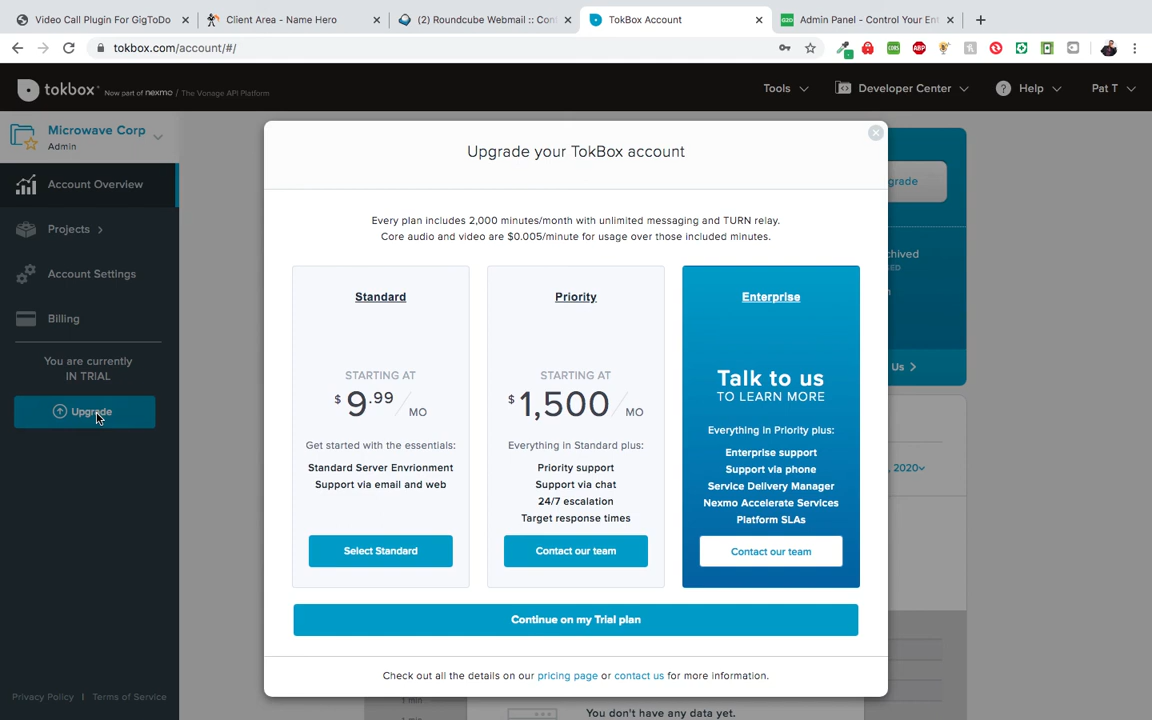 Video Call Plugin For GigToDo
Client Area - Name Hero
(2) Roundcube Webmail :: Cont
TokBox Account
Admin Panel - Control Your Ent
tokbox.com/account/#/
tokbox Now part of nexmo / The Vonage API Platform
Tools
Developer Center
Help
Pat T
Microwave Corp
Admin
Account Overview
Projects
Account Settings
Billing
You are currently
IN TRIAL
Upgrade
Privacy Policy | Terms of Service
Upgrade your TokBox account
Every plan includes 2,000 minutes/month with unlimited messaging and TURN relay.
Core audio and video are $0.005/minute for usage over those included minutes.
Standard
STARTING AT
$9.99/MO
Get started with the essentials:
Standard Server Envrionment
Support via email and web
Select Standard
Priority
STARTING AT
$1,500/MO
Everything in Standard plus:
Priority support
Support via chat
24/7 escalation
Target response times
Contact our team
Enterprise
Talk to us
TO LEARN MORE
Everything in Priority plus:
Enterprise support
Support via phone
Service Delivery Manager
Nexmo Accelerate Services
Platform SLAs
Contact our team
Continue on my Trial plan
Check out all the details on our pricing page or contact us for more information.
grade
chived
Us
, 2020
1 min
You don't have any data yet.